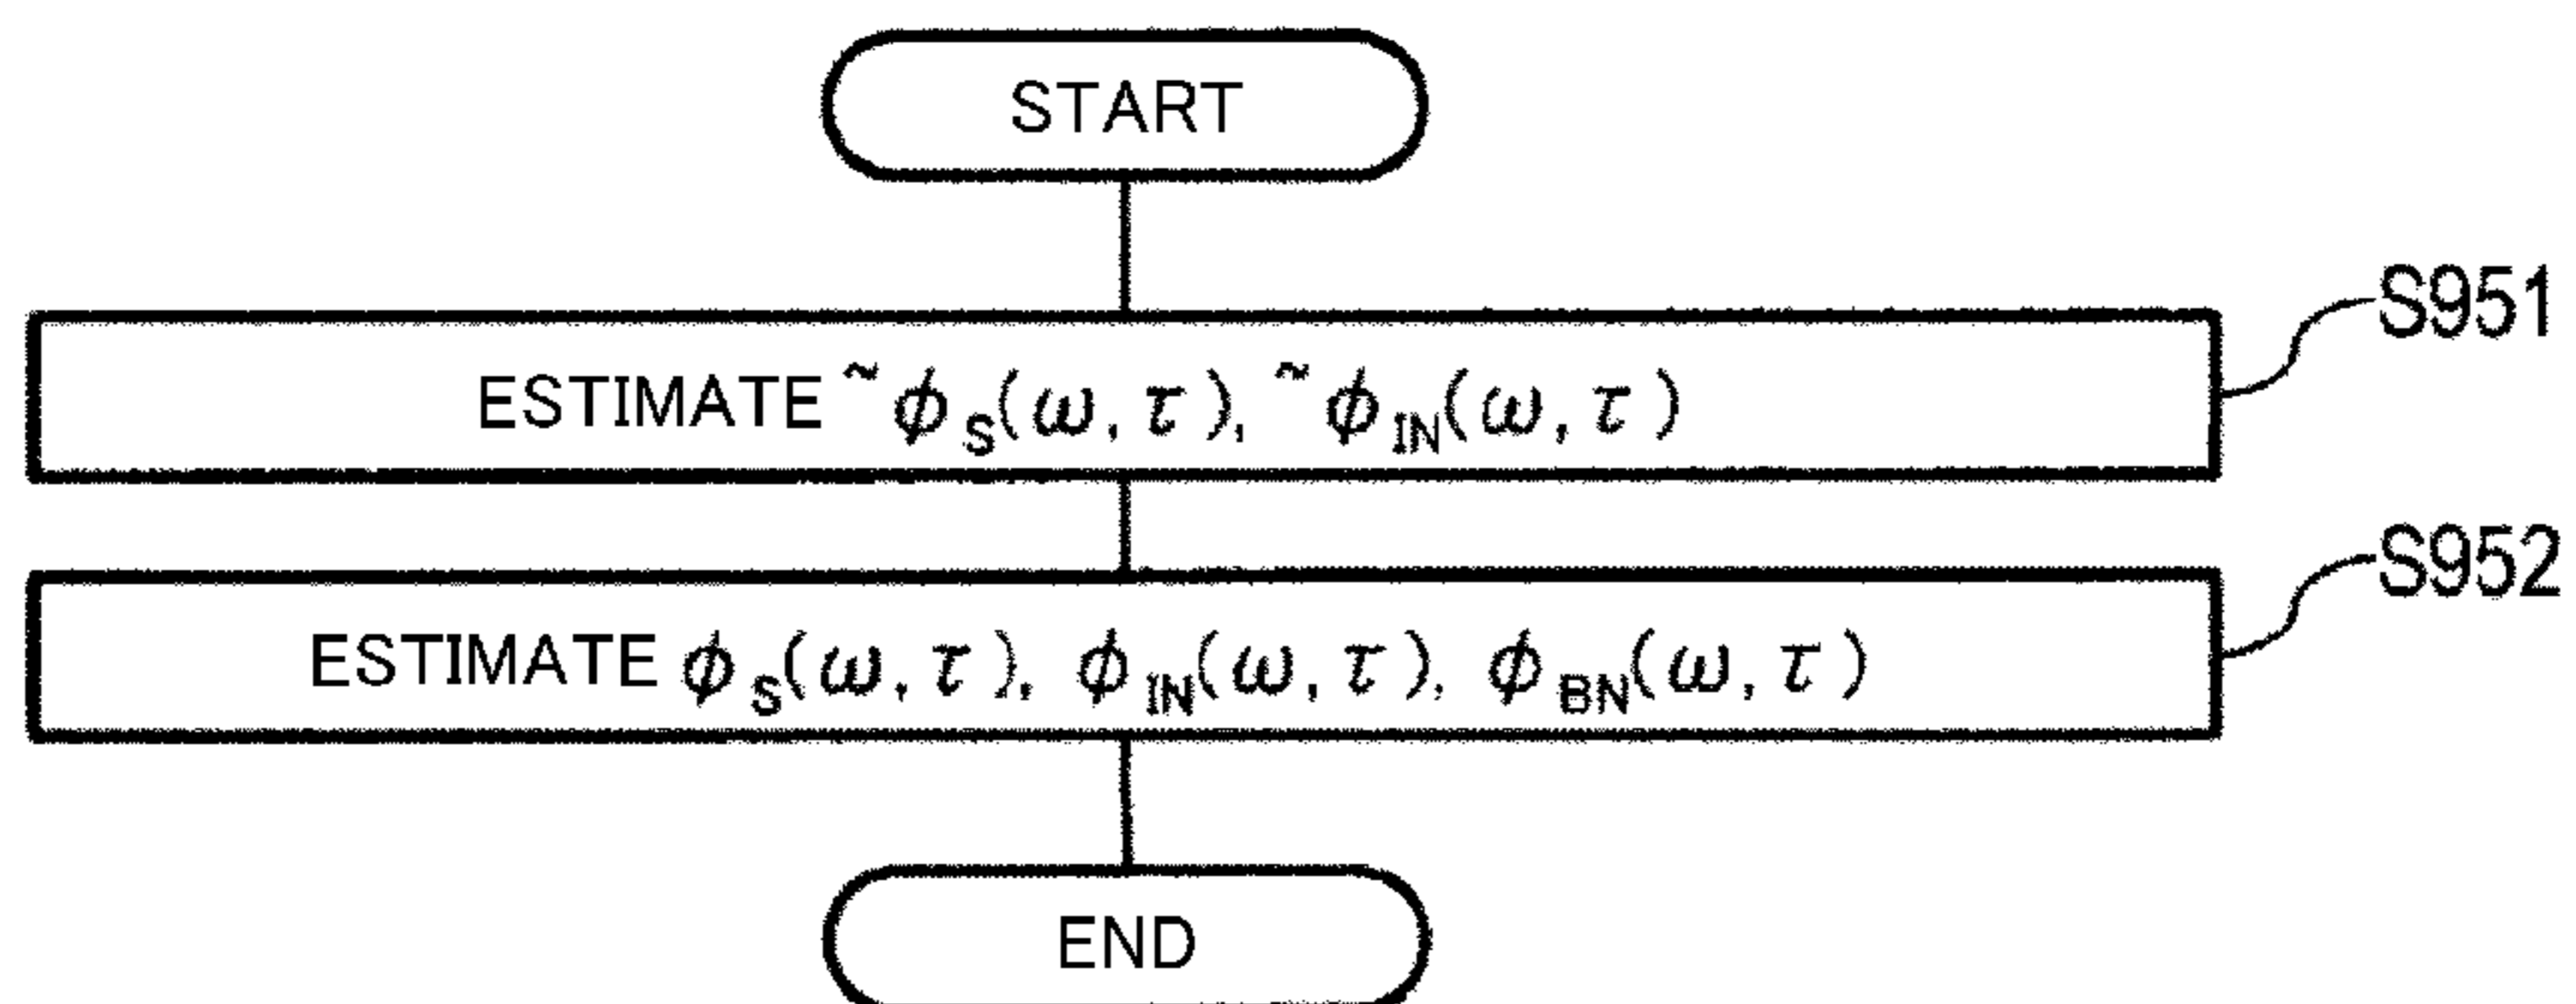 START
S951
ESTIMATE ~ϕS(ω, τ), ~ϕIN(ω, τ)
S952
ESTIMATE ϕS(ω, τ), ϕIN(ω, τ), ϕBN(ω, τ)
END